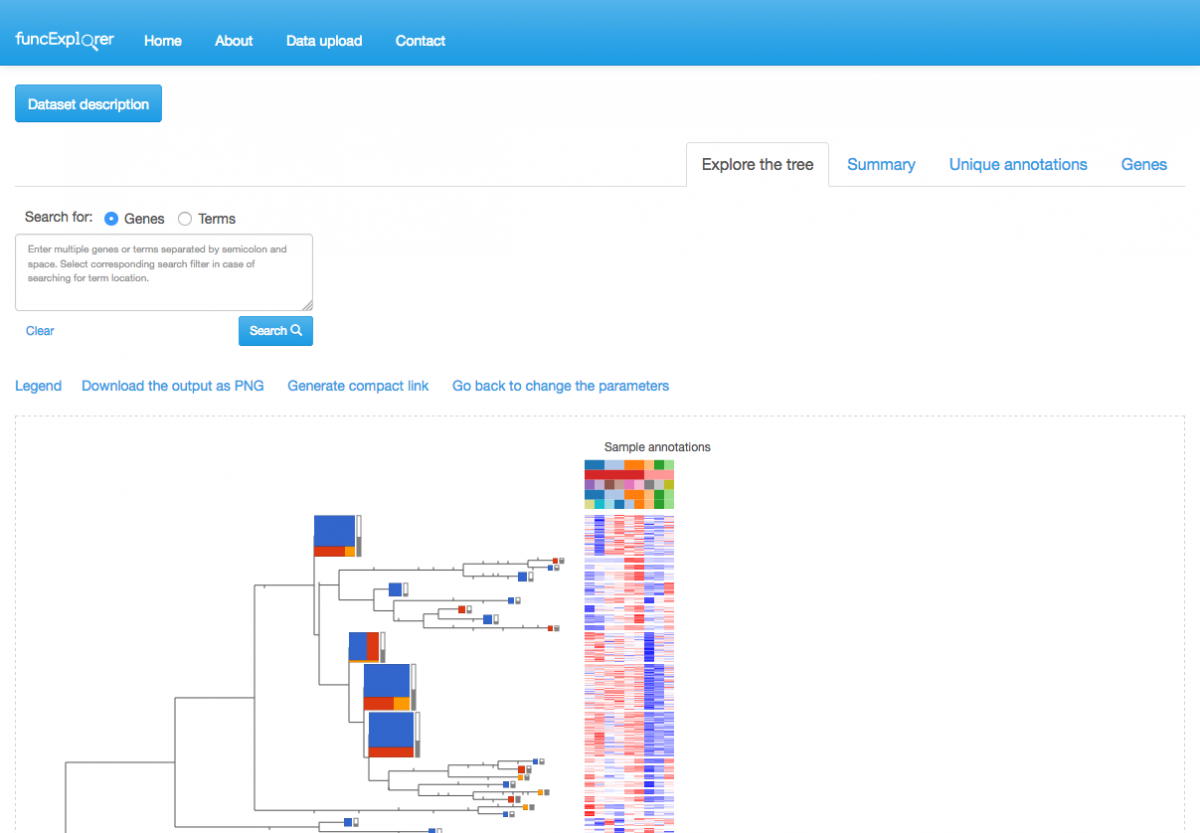 funcExplorer Home About Data upload Contact
Dataset description
Explore the tree Summary Unique annotations Genes
Search for: Genes Terms
Enter multiple genes or terms separated by semicolon and
space. Select corresponding search filter in case of
searching for term location.
Clear Search
Legend Download the output as PNG Generate compact link Go back to change the parameters
Sample annotations